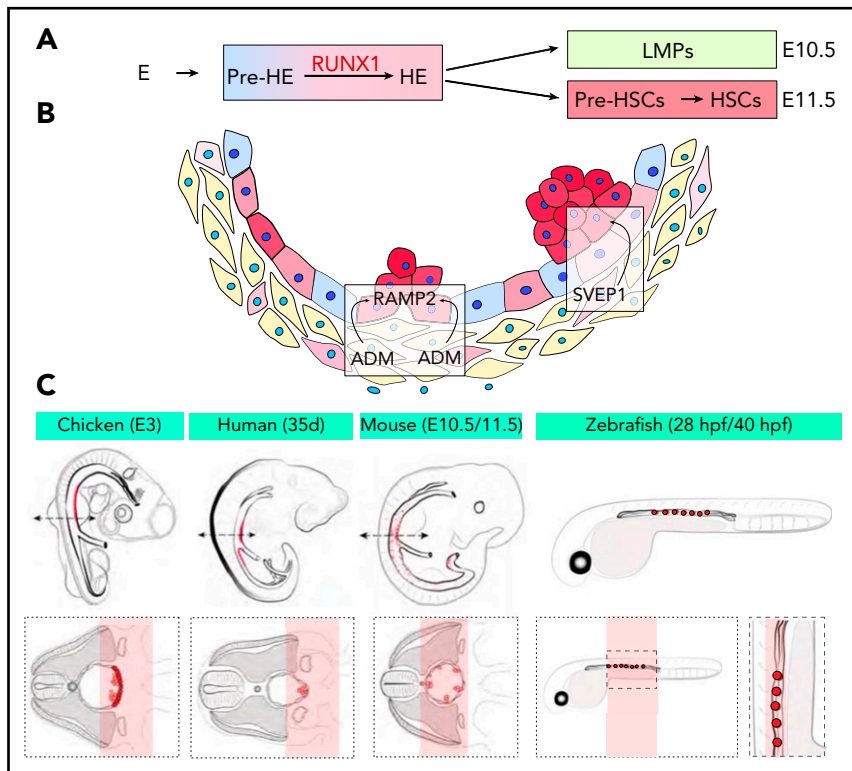 A
E
Pre-HE RUNX1 HE
LMPs E10.5
Pre-HSCs HSCs E11.5
B
RAMP2
SVEP1
ADM ADM
C
Chicken (E3) Human (35d) Mouse (E10.5/11.5) Zebrafish (28 hpf/40 hpf)